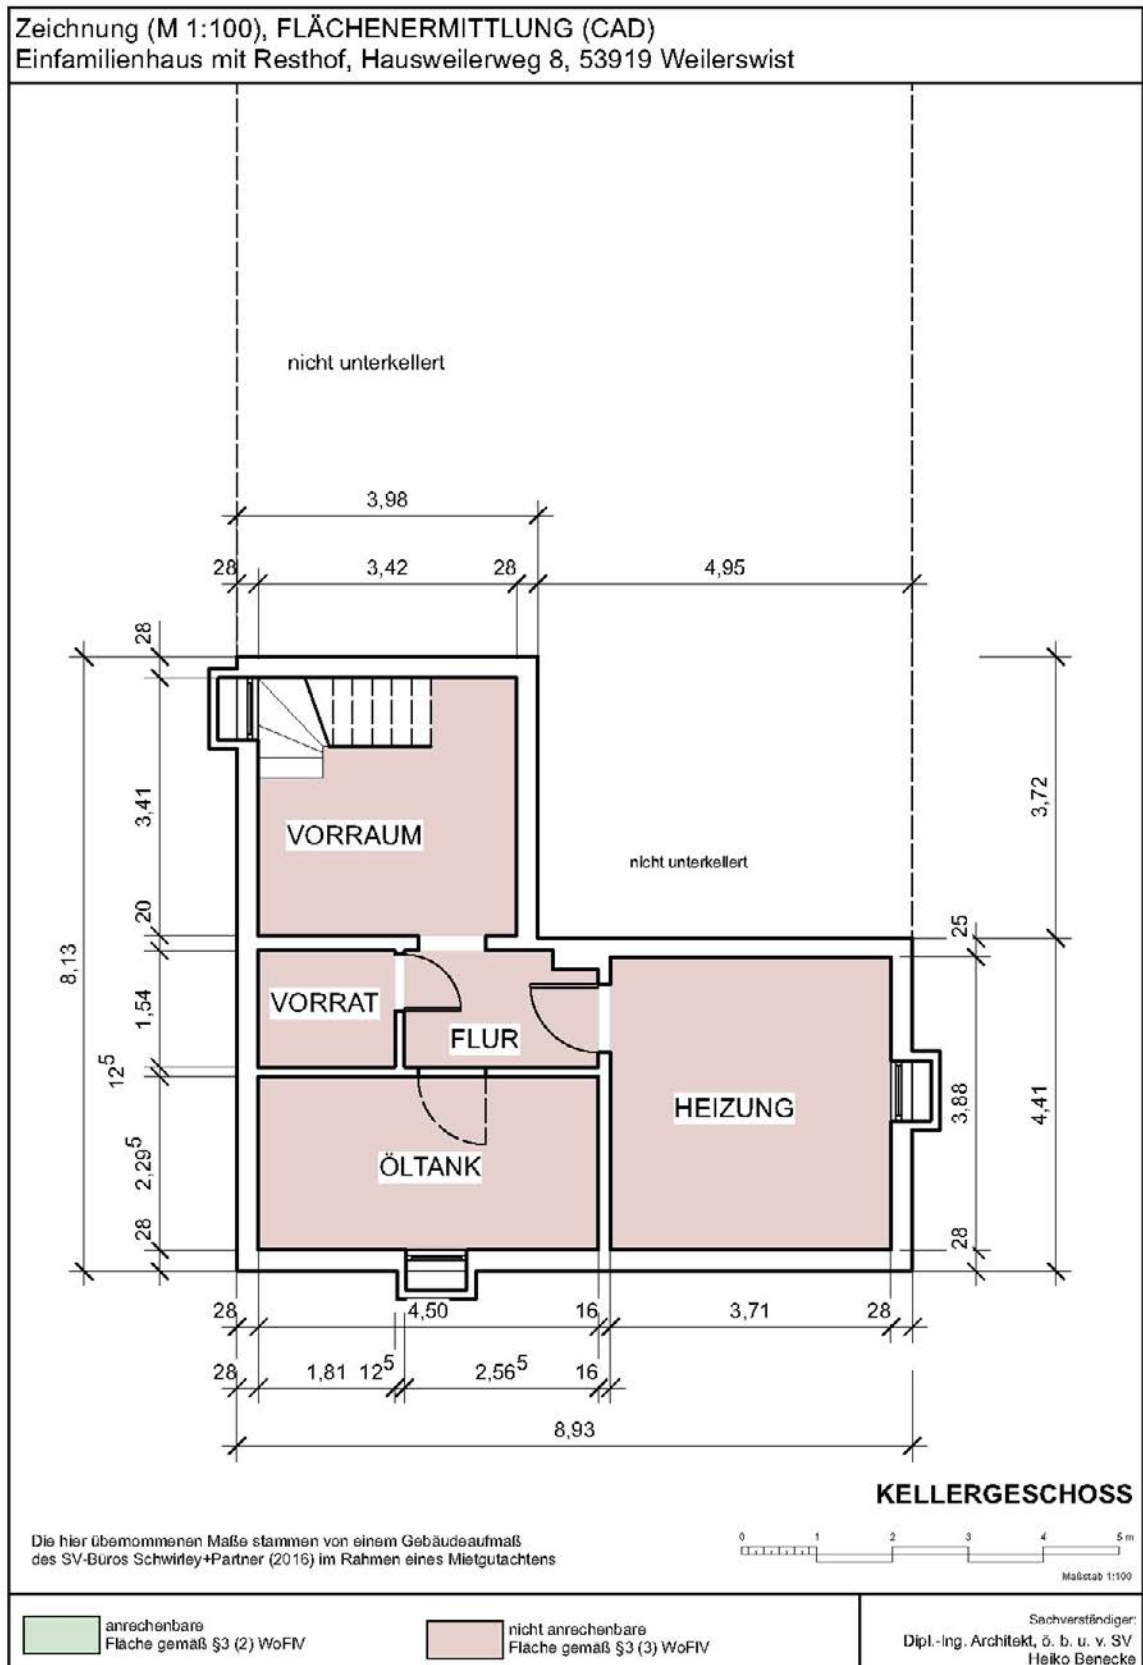 Zeichnung (M 1:100), FLÄCHENERMITTLUNG (CAD)
Einfamilienhaus mit Resthof, Hausweilerweg 8, 53919 Weilerswist
nicht unterkellert
3,98
28 3,42 28 4,95
28
3,41
3,72
VORRAUM
nicht unterkellert
20
25
8,13
1,54
VORRAT
FLUR
12⁵
HEIZUNG
3,88
4,41
2,29⁵
ÖLTANK
28
28
28 4,50 16 3,71 28
28 1,81 12⁵ 2,56⁵ 16
8,93
KELLERGESCHOSS
Die hier übernommenen Maße stammen von einem Gebäudeaufmaß
des SV-Büros Schwirley+Partner (2016) im Rahmen eines Mietgutachtens
0 1 2 3 4 5 m
Maßstab 1:100
anrechenbare
Fläche gemäß §3 (2) WoFlV
nicht anrechenbare
Fläche gemäß §3 (3) WoFlV
Sachverständiger:
Dipl.-Ing. Architekt, ö. b. u. v. SV
Heiko Benecke